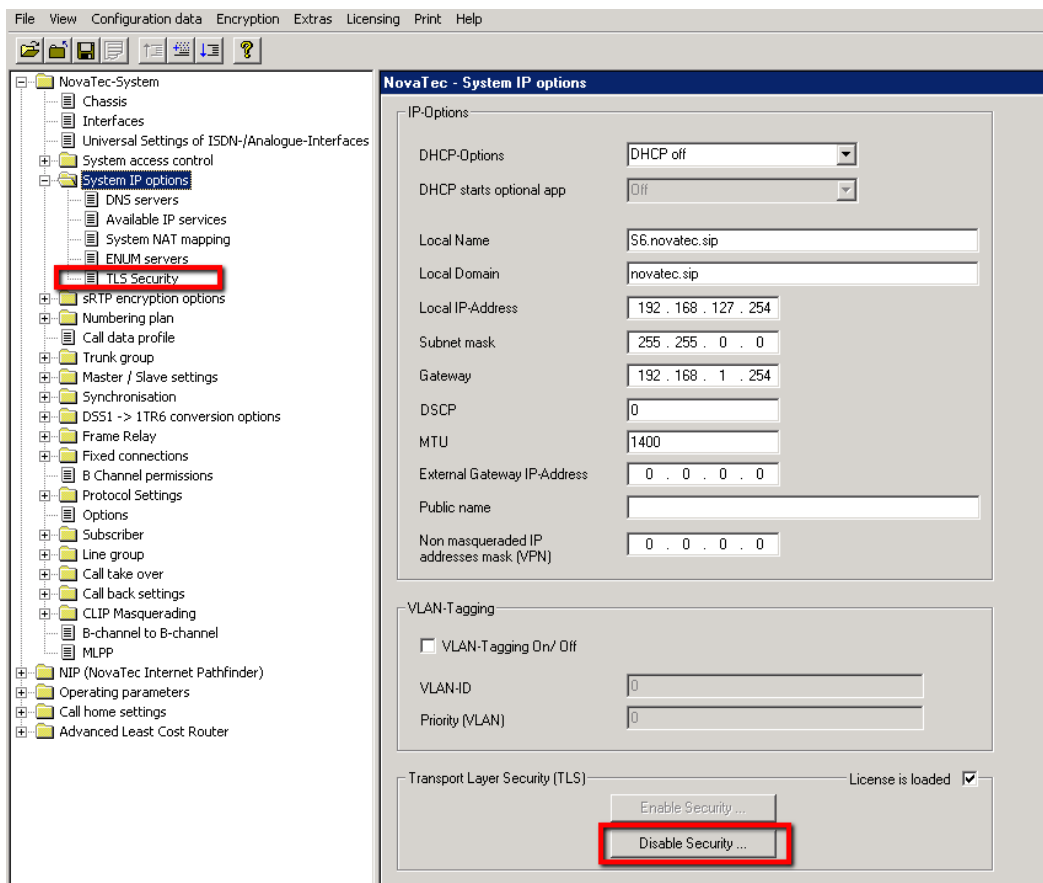 File View Configuration data Encryption Extras Licensing Print Help
NovaTec-System
Chassis
Interfaces
Universal Settings of ISDN-/Analogue-Interfaces
System access control
System IP options
DNS servers
Available IP services
System NAT mapping
ENUM servers
TLS Security
sRTP encryption options
Numbering plan
Call data profile
Trunk group
Master / Slave settings
Synchronisation
DSS1 -> 1TR6 conversion options
Frame Relay
Fixed connections
B Channel permissions
Protocol Settings
Options
Subscriber
Line group
Call take over
Call back settings
CLIP Masquerading
B-channel to B-channel
MLPP
NIP (NovaTec Internet Pathfinder)
Operating parameters
Call home settings
Advanced Least Cost Router
NovaTec - System IP options
IP-Options
DHCP-Options DHCP off
DHCP starts optional app Off
Local Name S6.novatec.sip
Local Domain novatec.sip
Local IP-Address 192 . 168 . 127 . 254
Subnet mask 255 . 255 . 0 . 0
Gateway 192 . 168 . 1 . 254
DSCP 0
MTU 1400
External Gateway IP-Address 0 . 0 . 0 . 0
Public name
Non masqueraded IP
addresses mask (VPN) 0 . 0 . 0 . 0
VLAN-Tagging
VLAN-Tagging On/ Off
VLAN-ID 0
Priority (VLAN) 0
Transport Layer Security (TLS) License is loaded
Enable Security ...
Disable Security ...